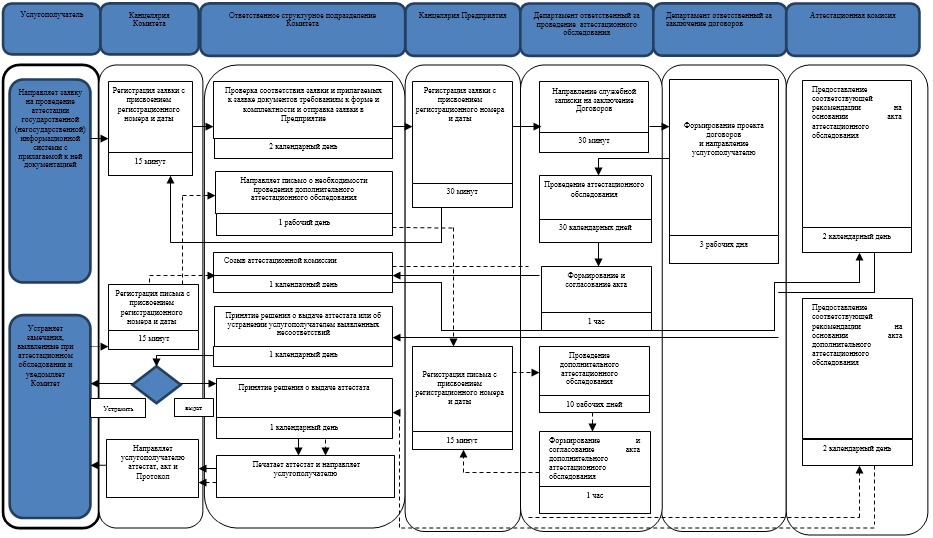 Услугополучатель
Канцелярия
Комитета
Ответственное структурное подразделение
Комитета
Канцелярия Предприятия
Департамент ответственный за
проведение аттестационного
обследования
Департамент ответственный за
заключение договоров
Аттестационная комисия
Направляет заявку
на проведение
аттестации
государственной
(негосударственной)
информационной
системы с
прилагаемой к ней
документацией
Устраняет
замечания,
выявленные при
аттестационном
обследовании и
уведомляет
Комитет
Регистрация заявки с
присвоением
регистрационного
номера и даты
15 минут
Регистрация письма с
присвоением
регистрационного
номера и даты
15 минут
Устранить
выдат
Направляет
услугополучателю
аттестат, акт и
Протокол
Проверка соответствия заявки и прилагаемых
к заявке документов требованиям к форме и
комплектности и отправка заявки в
Предприятие
2 календарный день
Направляет письмо о необходимости
проведения дополнительного
аттестационного обследования
1 рабочий день
Созыв аттестационной комиссии
1 календарный день
Принятие решения о выдаче аттестата или об
устранении услугополучателем выявленных
несоответствий
1 календарный день
Принятие решения о выдаче аттестата
1 календарный день
Печатает аттестат и направляет
услугополучателю
Регистрация заявки с
присвоением
регистрационного номера
и даты
30 минут
Регистрация письма с
присвоением
регистрационного номера
и даты
15 минут
Направление служебной
записки на заключение
Договоров
30 минут
Проведение аттестационного
обследования
30 календарных дней
Формирование и
согласование акта
1 час
Проведение
дополнительного
аттестационного
обследования
10 рабочих дней
Формирование и
согласование акта
дополнительного
аттестационного
обследования
1 час
Формирование проекта
договоров
и направление
услугополучателю
3 рабочих дня
Предоставление
соответствующей
рекомендации на
основании акта
аттестационного
обследования
2 календарный день
Предоставление
соответствующей
рекомендации на
основании акта
дополнительного
аттестационного
обследования
2 календарный день